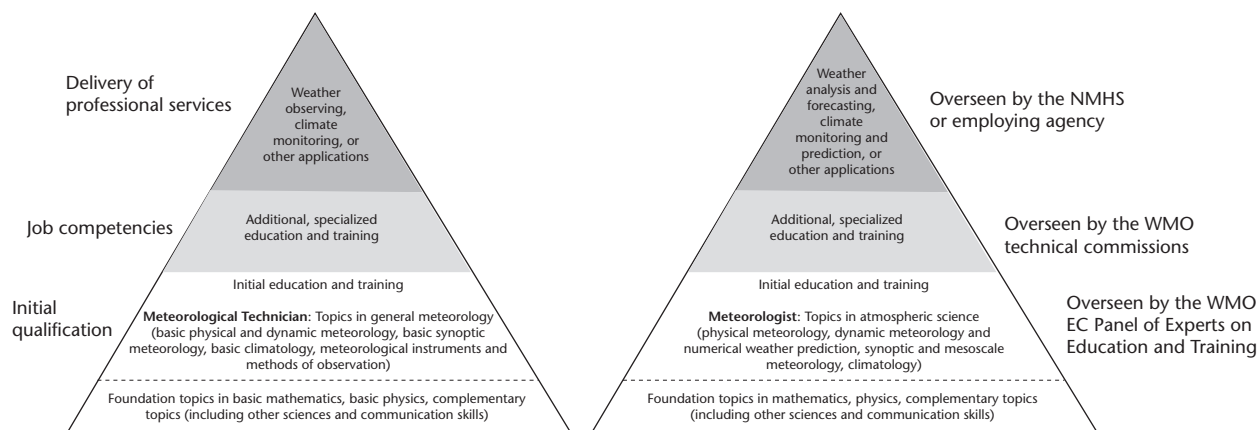 Delivery of
professional services
Weather
observing,
climate
monitoring, or
other applications
Job competencies
Additional, specialized
education and training
Initial
qualification
Initial education and training
Meteorological Technician: Topics in general meteorology
(basic physical and dynamic meteorology, basic synoptic
meteorology, basic climatology, meteorological instruments and
methods of observation)
Foundation topics in basic mathematics, basic physics, complementary
topics (including other sciences and communication skills)
Weather
analysis and
forecasting,
climate
monitoring and
prediction, or
other applications
Overseen by the NMHS
or employing agency
Additional, specialized
education and training
Overseen by the WMO
technical commissions
Initial education and training
Meteorologist: Topics in atmospheric science
(physical meteorology, dynamic meteorology and
numerical weather prediction, synoptic and mesoscale
meteorology, climatology)
Overseen by the WMO
EC Panel of Experts on
Education and Training
Foundation topics in mathematics, physics, complementary topics
(including other sciences and communication skills)